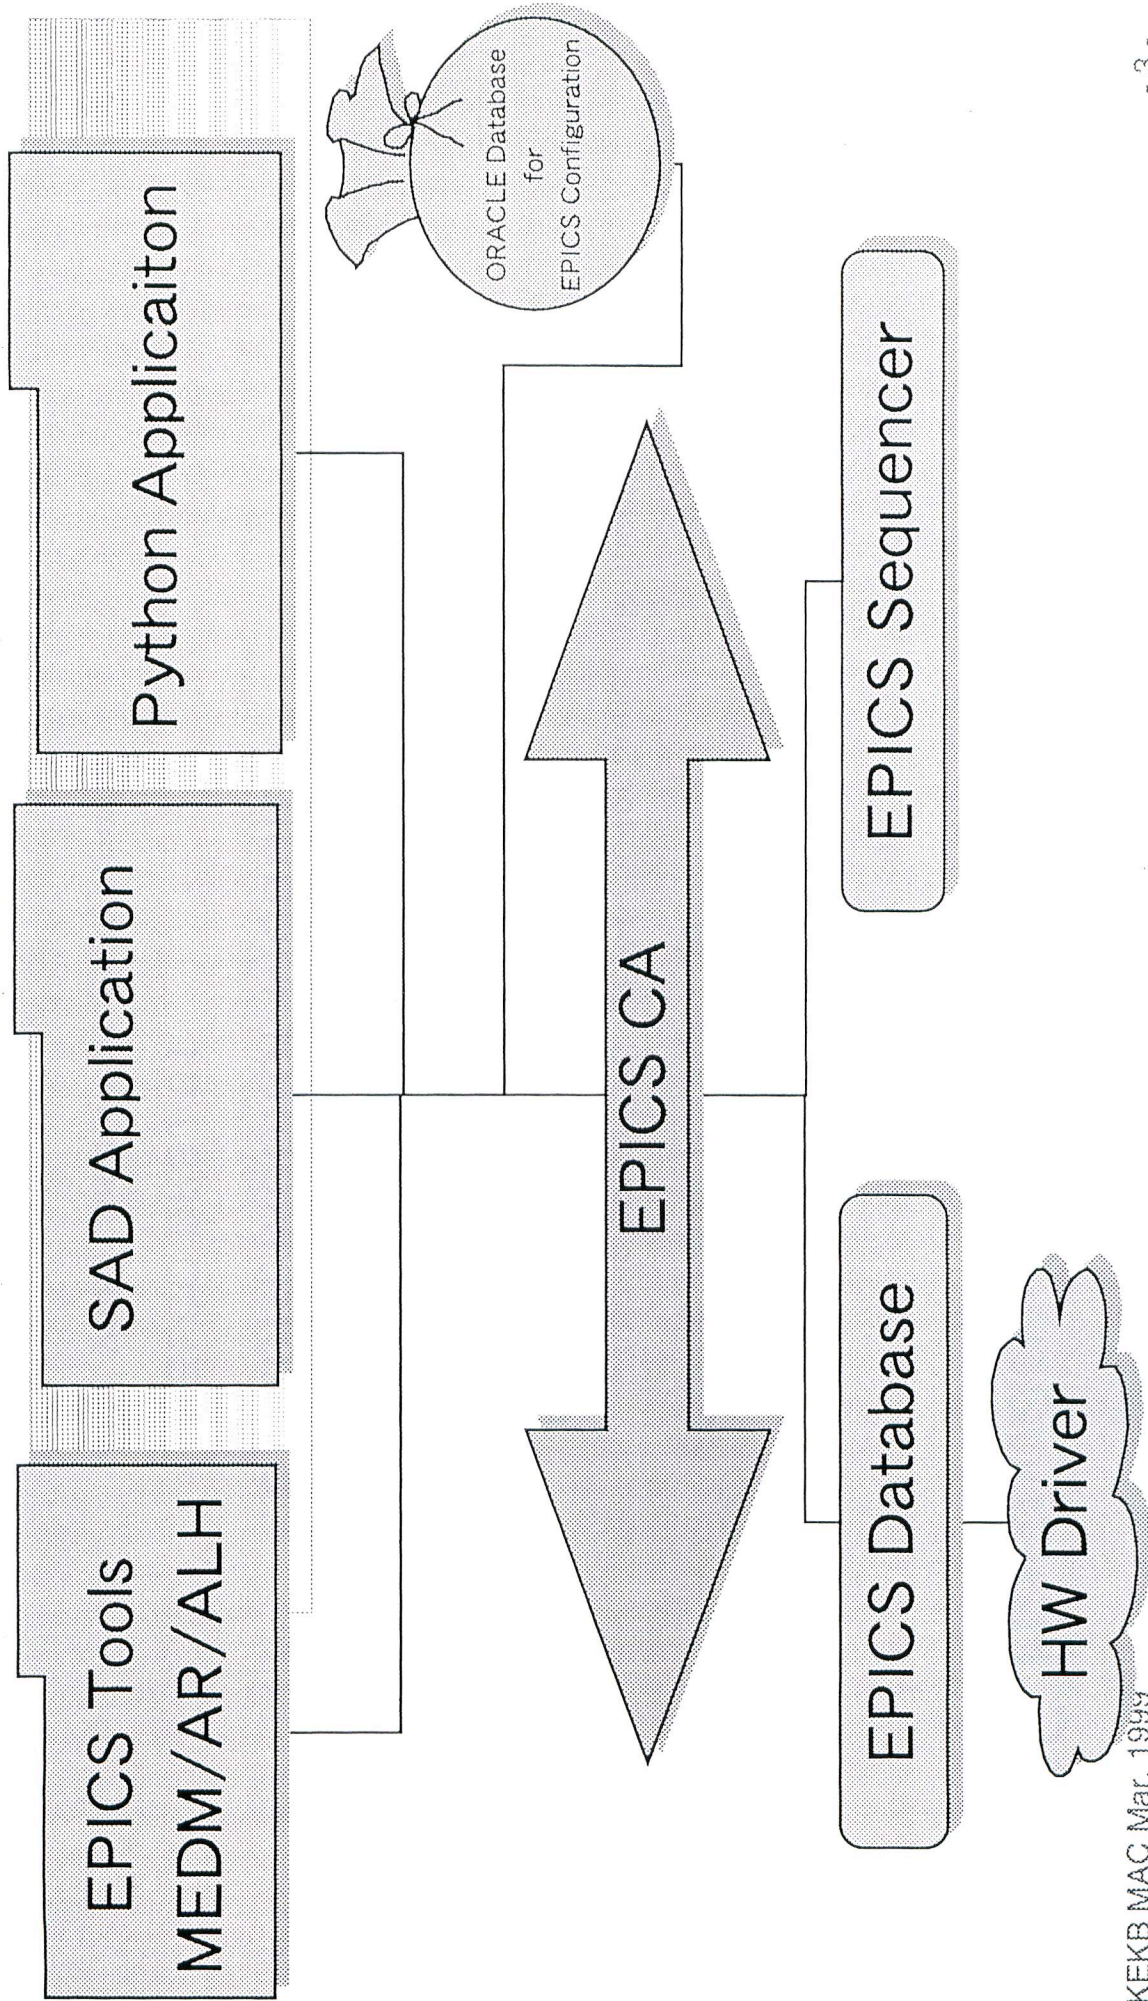 EPICS Tools
MEDM/AR/ALH
SAD Application
Python Applicaiton
ORACLE Database
for
EPICS Configuration
EPICS CA
EPICS Database
EPICS Sequencer
HW Driver
KEKB MAC Mar. 1999
- 3 -